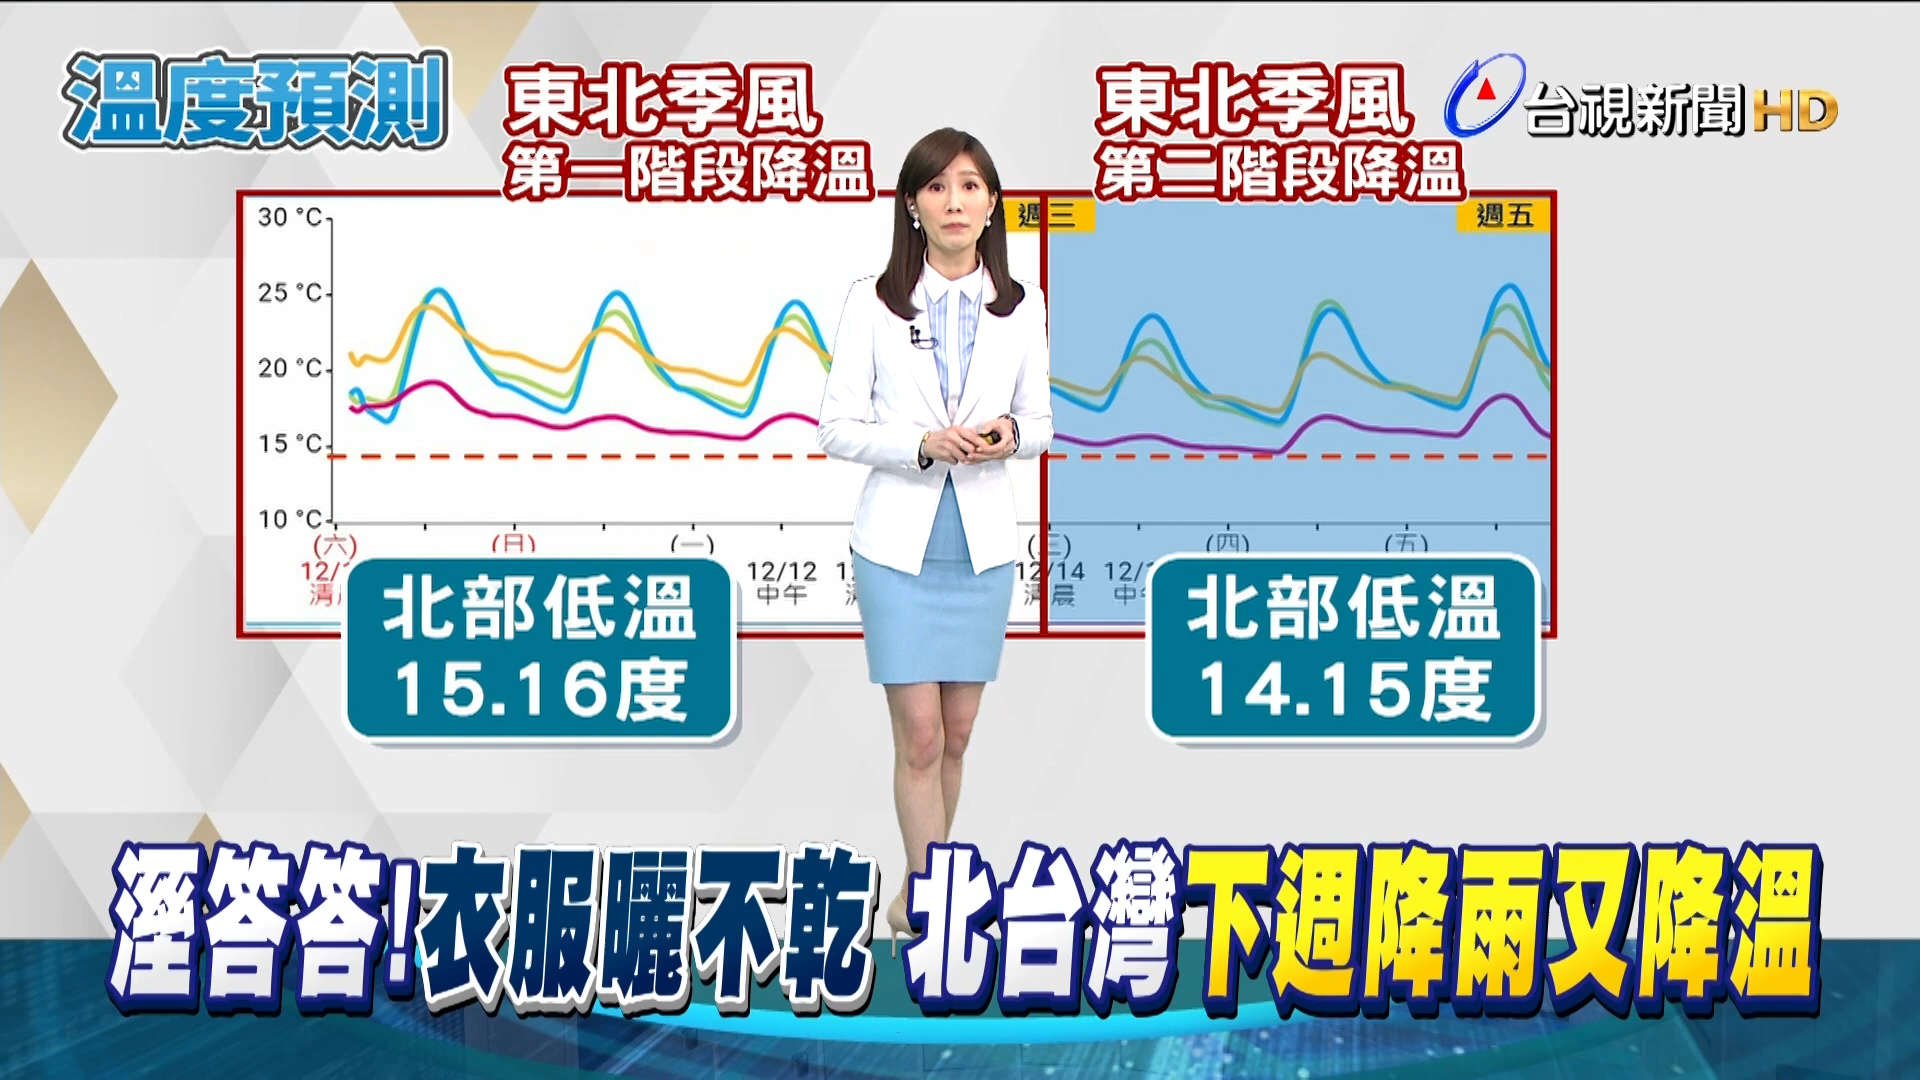 溫度預測
東北季風
第一階段降溫
東北季風
第二階段降溫
台視新聞HD
週三
週五
30 °C
25 °C
20 °C
15 °C
10 °C
(六)
(日)
(一)
(三)
(四)
(五)
12/12
中午
北部低溫
15.16度
北部低溫
14.15度
溼答答!衣服曬不乾 北台灣下週降雨又降溫